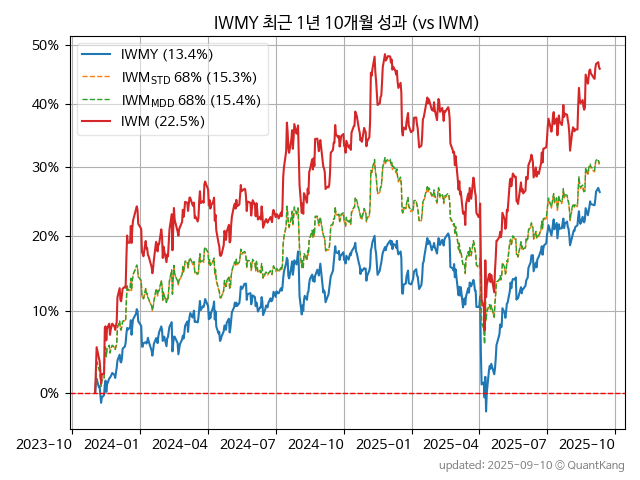 IWMY 최근 1년 10개월 성과 (vs IWM)
50%
40%
30%
20%
10%
0%
IWMY (13.4%)
IWM_STD 68% (15.3%)
IWM_MDD 68% (15.4%)
IWM (22.5%)
2023-10 2024-01 2024-04 2024-07 2024-10 2025-01 2025-04 2025-07 2025-10
updated: 2025-09-10 © QuantKang